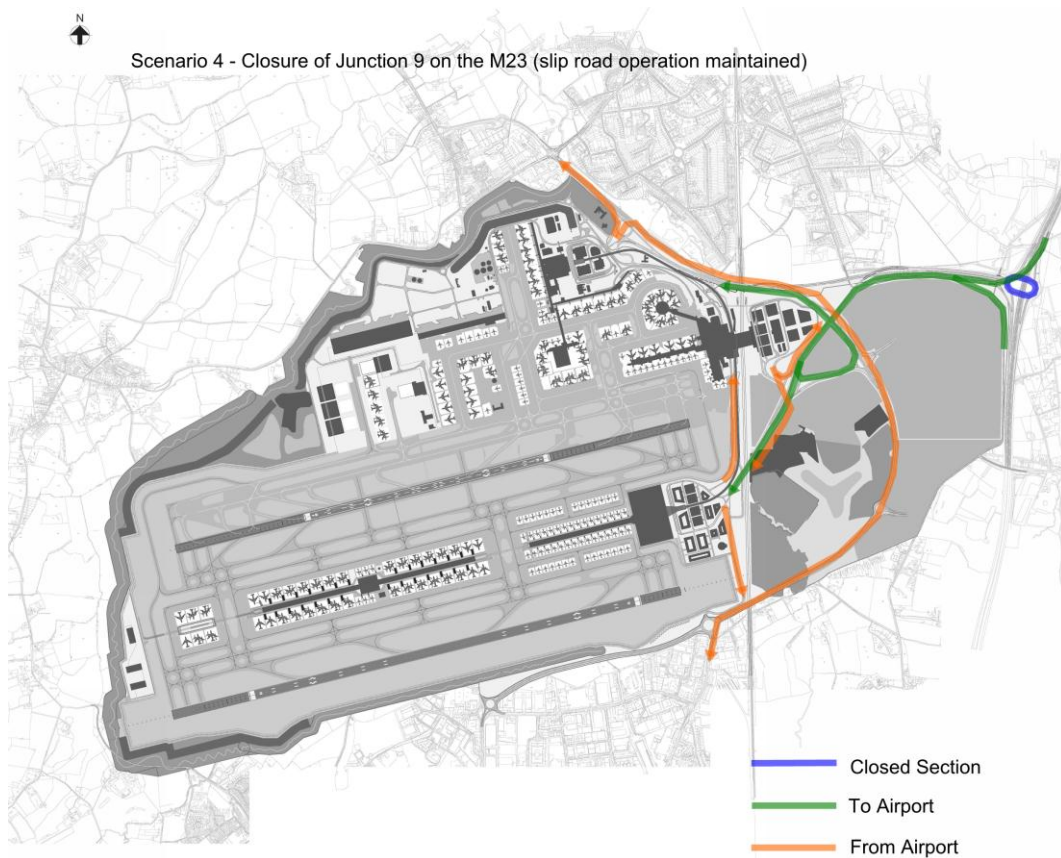 N
Scenario 4 - Closure of Junction 9 on the M23 (slip road operation maintained)
Closed Section
To Airport
From Airport